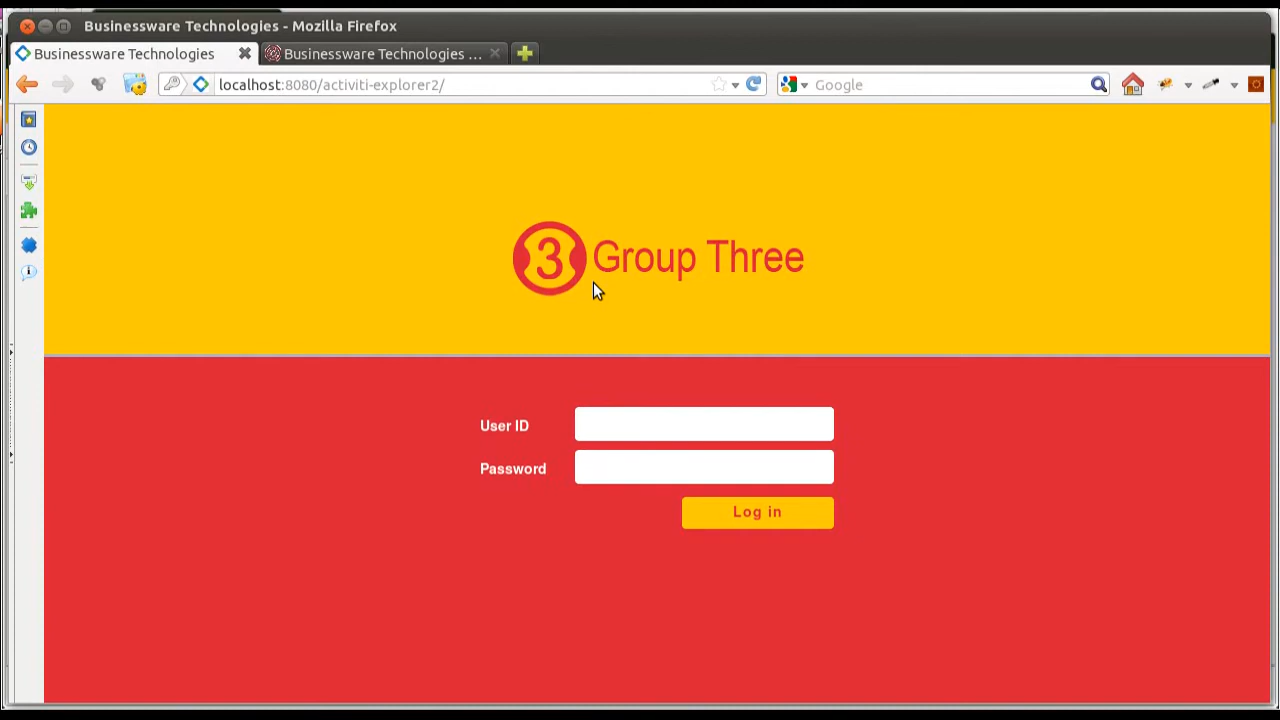 Businessware Technologies - Mozilla Firefox
Businessware Technologies
Businessware Technologies ...
localhost:8080/activiti-explorer2/
Google
3 Group Three
User ID
Password
Log in